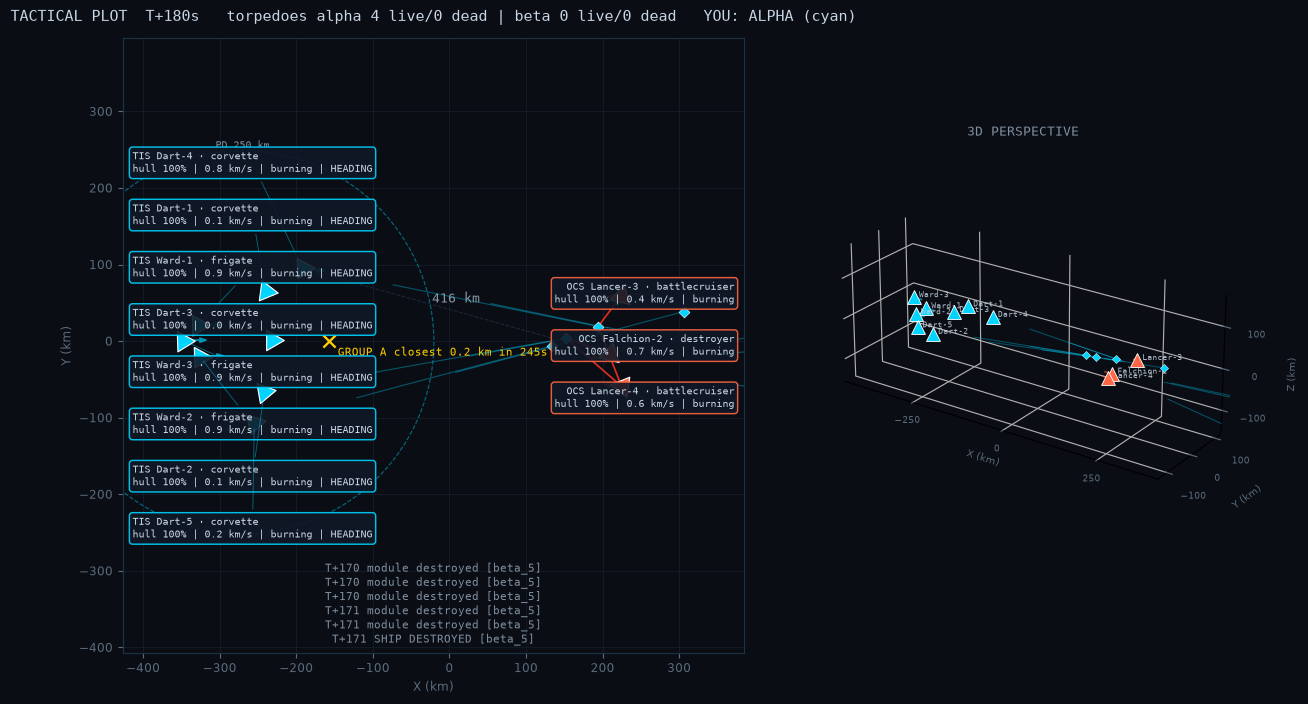 TACTICAL PLOT  T+180s   torpedoes alpha 4 live/0 dead | beta 0 live/0 dead   YOU: ALPHA (cyan)
PD 250 km
TIS Dart-4 · corvette
hull 100% | 0.8 km/s | burning | HEADING
TIS Dart-1 · corvette
hull 100% | 0.1 km/s | burning | HEADING
TIS Ward-1 · frigate
hull 100% | 0.9 km/s | burning | HEADING
TIS Dart-3 · corvette
hull 100% | 0.0 km/s | burning | HEADING
TIS Ward-3 · frigate
hull 100% | 0.9 km/s | burning | HEADING
TIS Ward-2 · frigate
hull 100% | 0.9 km/s | burning | HEADING
TIS Dart-2 · corvette
hull 100% | 0.1 km/s | burning | HEADING
TIS Dart-5 · corvette
hull 100% | 0.2 km/s | burning | HEADING
416 km
GROUP A closest 0.2 km in 245s
OCS Lancer-3 · battlecruiser
hull 100% | 0.4 km/s | burning
OCS Falchion-2 · destroyer
hull 100% | 0.7 km/s | burning
OCS Lancer-4 · battlecruiser
hull 100% | 0.6 km/s | burning
T+170 module destroyed [beta_5]
T+170 module destroyed [beta_5]
T+170 module destroyed [beta_5]
T+171 module destroyed [beta_5]
T+171 module destroyed [beta_5]
T+171 SHIP DESTROYED [beta_5]
300
200
100
0
−100
−200
−300
−400
Y (km)
−400
−300
−200
−100
0
100
200
300
X (km)
3D PERSPECTIVE
Ward-3
Ward-1
Dart-1
Dart-4
Dart-5
Dart-2
Lancer-3
−250
0
250
X (km)
−100
0
100
Y (km)
100
0
−100
Z (km)